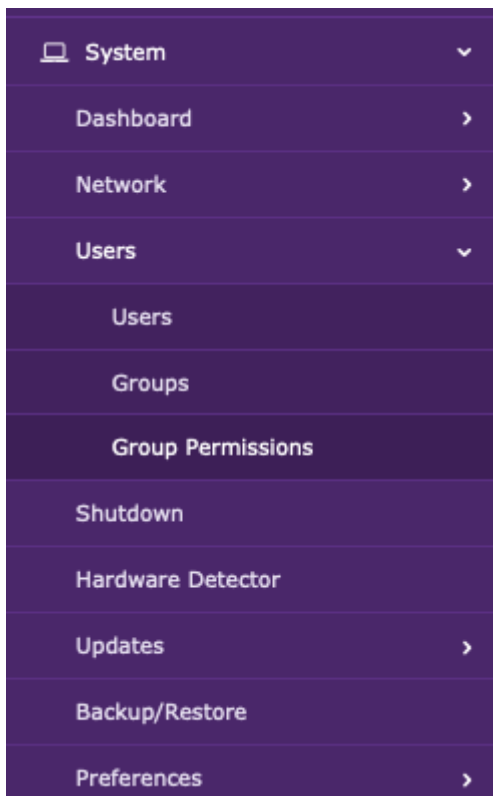 System
Dashboard
Network
Users
Users
Groups
Group Permissions
Shutdown
Hardware Detector
Updates
Backup/Restore
Preferences